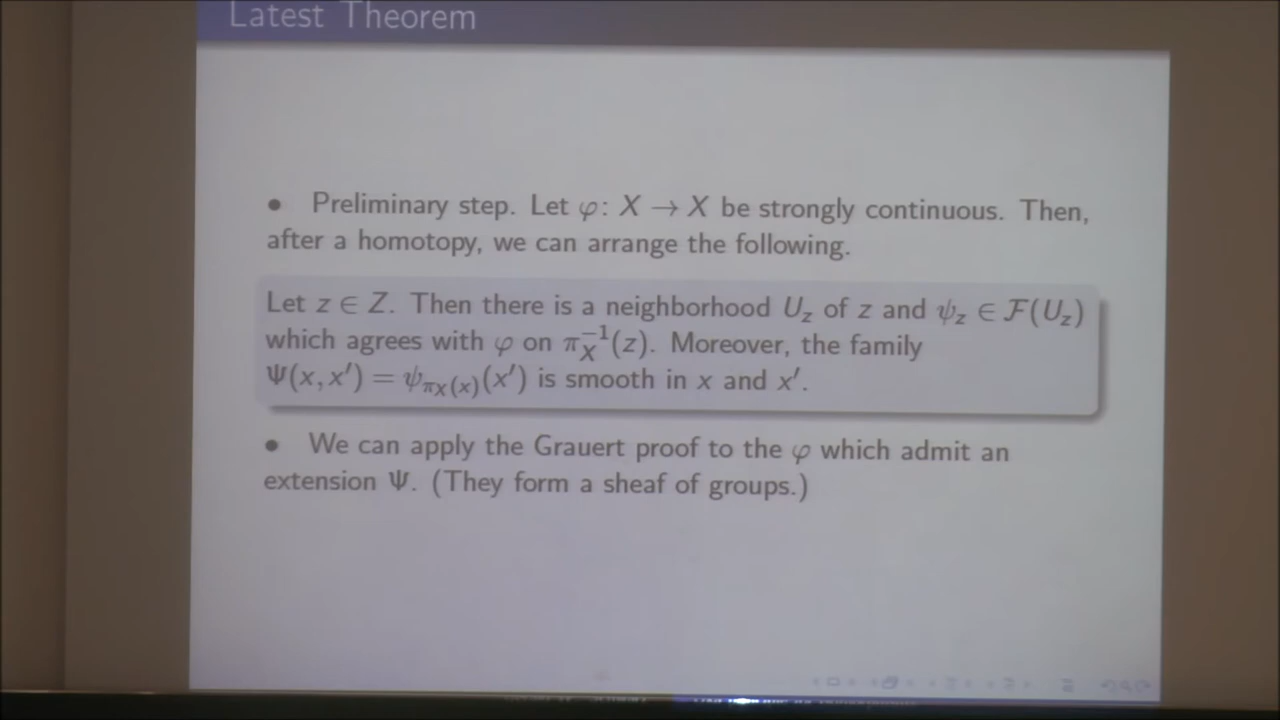 Latest Theorem
• Preliminary step. Let φ: X → X be strongly continuous. Then,
after a homotopy, we can arrange the following.
Let z ∈ Z. Then there is a neighborhood U_z of z and ψ_z ∈ 𝓕(U_z)
which agrees with φ on π_X^{-1}(z). Moreover, the family
Ψ(x, x′) = ψ_{π_X(x)}(x′) is smooth in x and x′.
• We can apply the Grauert proof to the φ which admit an
extension Ψ. (They form a sheaf of groups.)